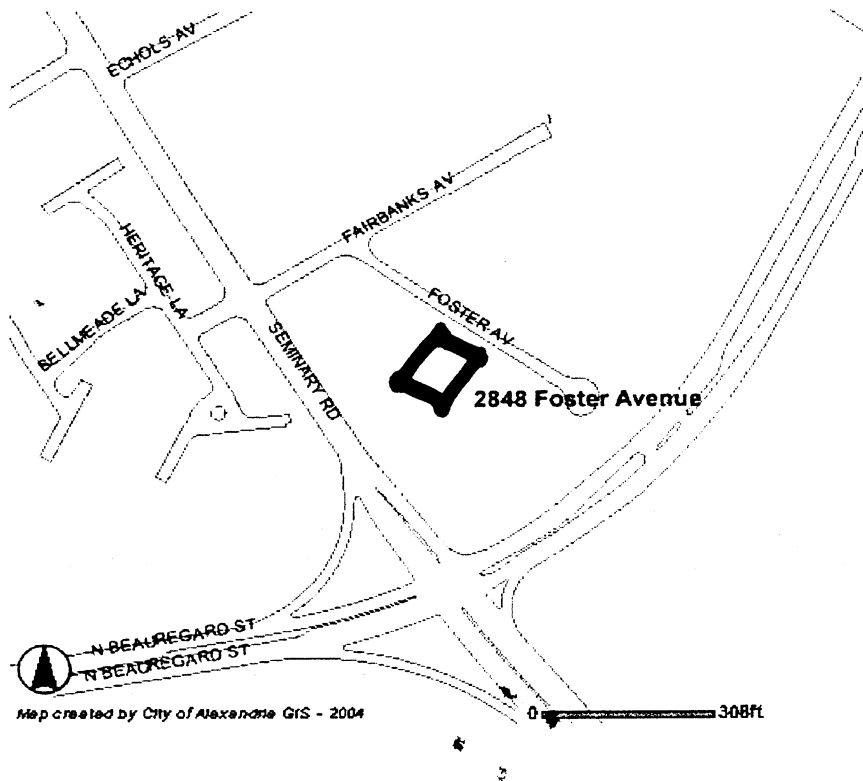 ECHOLS AV
FAIRBANKS AV
HERITAGE LA
BELLMEADE LA
FOSTER AV
SEMINARY RD
2848 Foster Avenue
N BEAUREGARD ST
N BEAUREGARD ST
Map created by City of Alexandria GIS - 2004
0 308ft